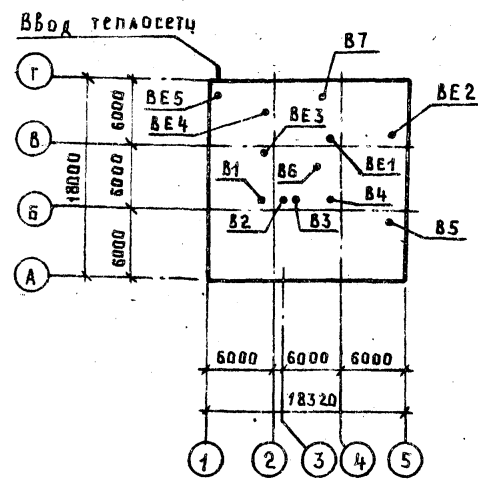 Ввод теплосети
В7
Г
ВЕ5
ВЕ2
ВЕ4
ВЕ3
6000
В
ВЕ1
В6
18000
6000
В1
В4
Б
В2
В3
В5
6000
А
6000
6000
6000
18320
1
2
3
4
5